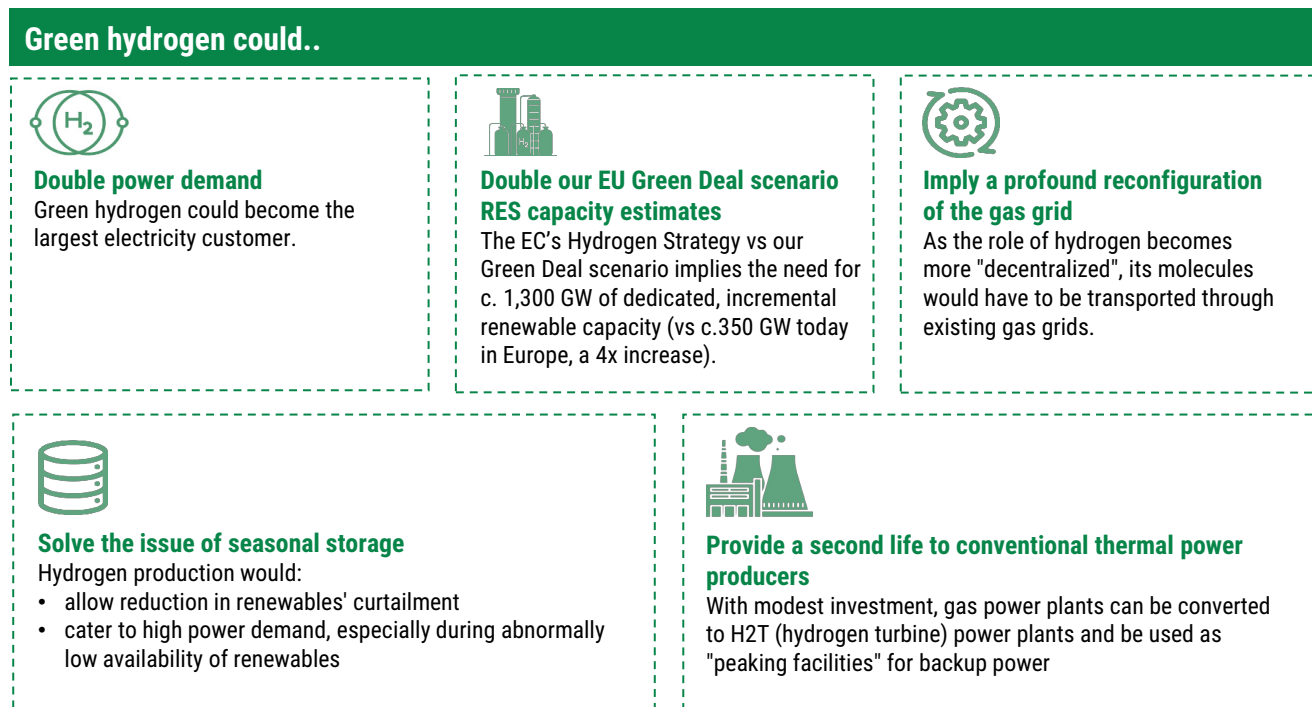 Green hydrogen could..
H₂
Double power demand
Green hydrogen could become the
largest electricity customer.
H₂
Double our EU Green Deal scenario
RES capacity estimates
The EC's Hydrogen Strategy vs our
Green Deal scenario implies the need for
c. 1,300 GW of dedicated, incremental
renewable capacity (vs c.350 GW today
in Europe, a 4x increase).
Imply a profound reconfiguration
of the gas grid
As the role of hydrogen becomes
more "decentralized", its molecules
would have to be transported through
existing gas grids.
Solve the issue of seasonal storage
Hydrogen production would:
• allow reduction in renewables' curtailment
• cater to high power demand, especially during abnormally
low availability of renewables
Provide a second life to conventional thermal power
producers
With modest investment, gas power plants can be converted
to H2T (hydrogen turbine) power plants and be used as
"peaking facilities" for backup power